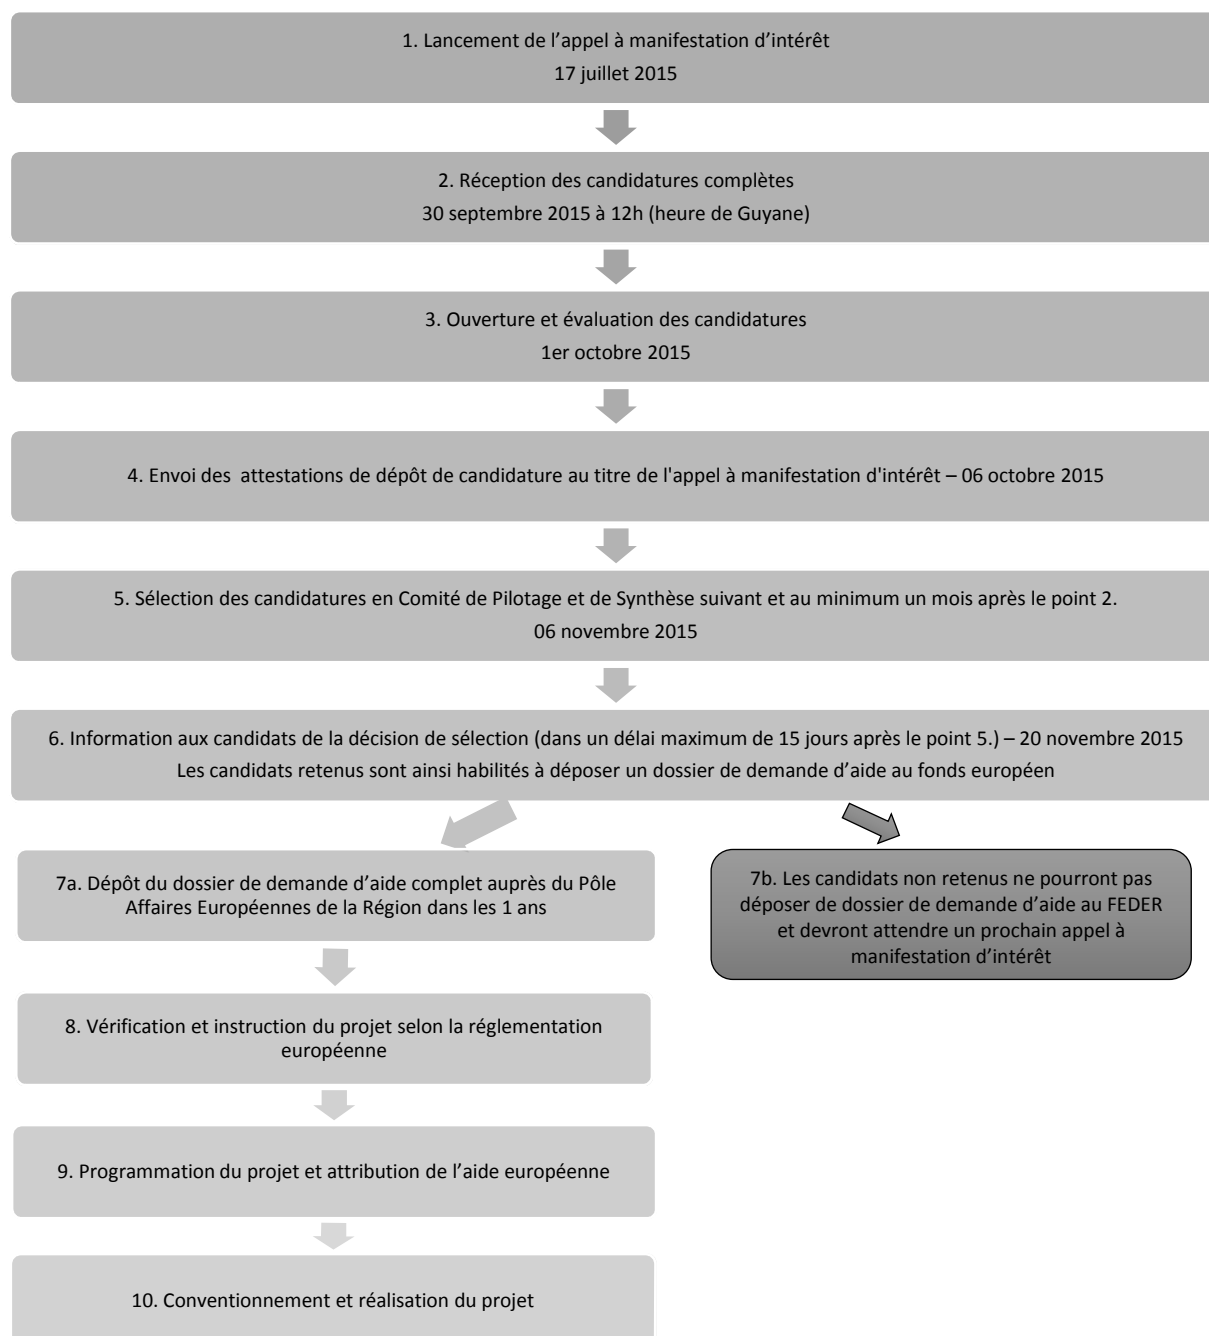 1. Lancement de l’appel à manifestation d’intérêt
17 juillet 2015
2. Réception des candidatures complètes
30 septembre 2015 à 12h (heure de Guyane)
3. Ouverture et évaluation des candidatures
1er octobre 2015
4. Envoi des  attestations de dépôt de candidature au titre de l'appel à manifestation d'intérêt – 06 octobre 2015
5. Sélection des candidatures en Comité de Pilotage et de Synthèse suivant et au minimum un mois après le point 2.
06 novembre 2015
6. Information aux candidats de la décision de sélection (dans un délai maximum de 15 jours après le point 5.) – 20 novembre 2015
Les candidats retenus sont ainsi habilités à déposer un dossier de demande d’aide au fonds européen
7a. Dépôt du dossier de demande d’aide complet auprès du Pôle
Affaires Européennes de la Région dans les 1 ans
7b. Les candidats non retenus ne pourront pas
déposer de dossier de demande d’aide au FEDER
et devront attendre un prochain appel à
manifestation d’intérêt
8. Vérification et instruction du projet selon la réglementation
européenne
9. Programmation du projet et attribution de l’aide européenne
10. Conventionnement et réalisation du projet